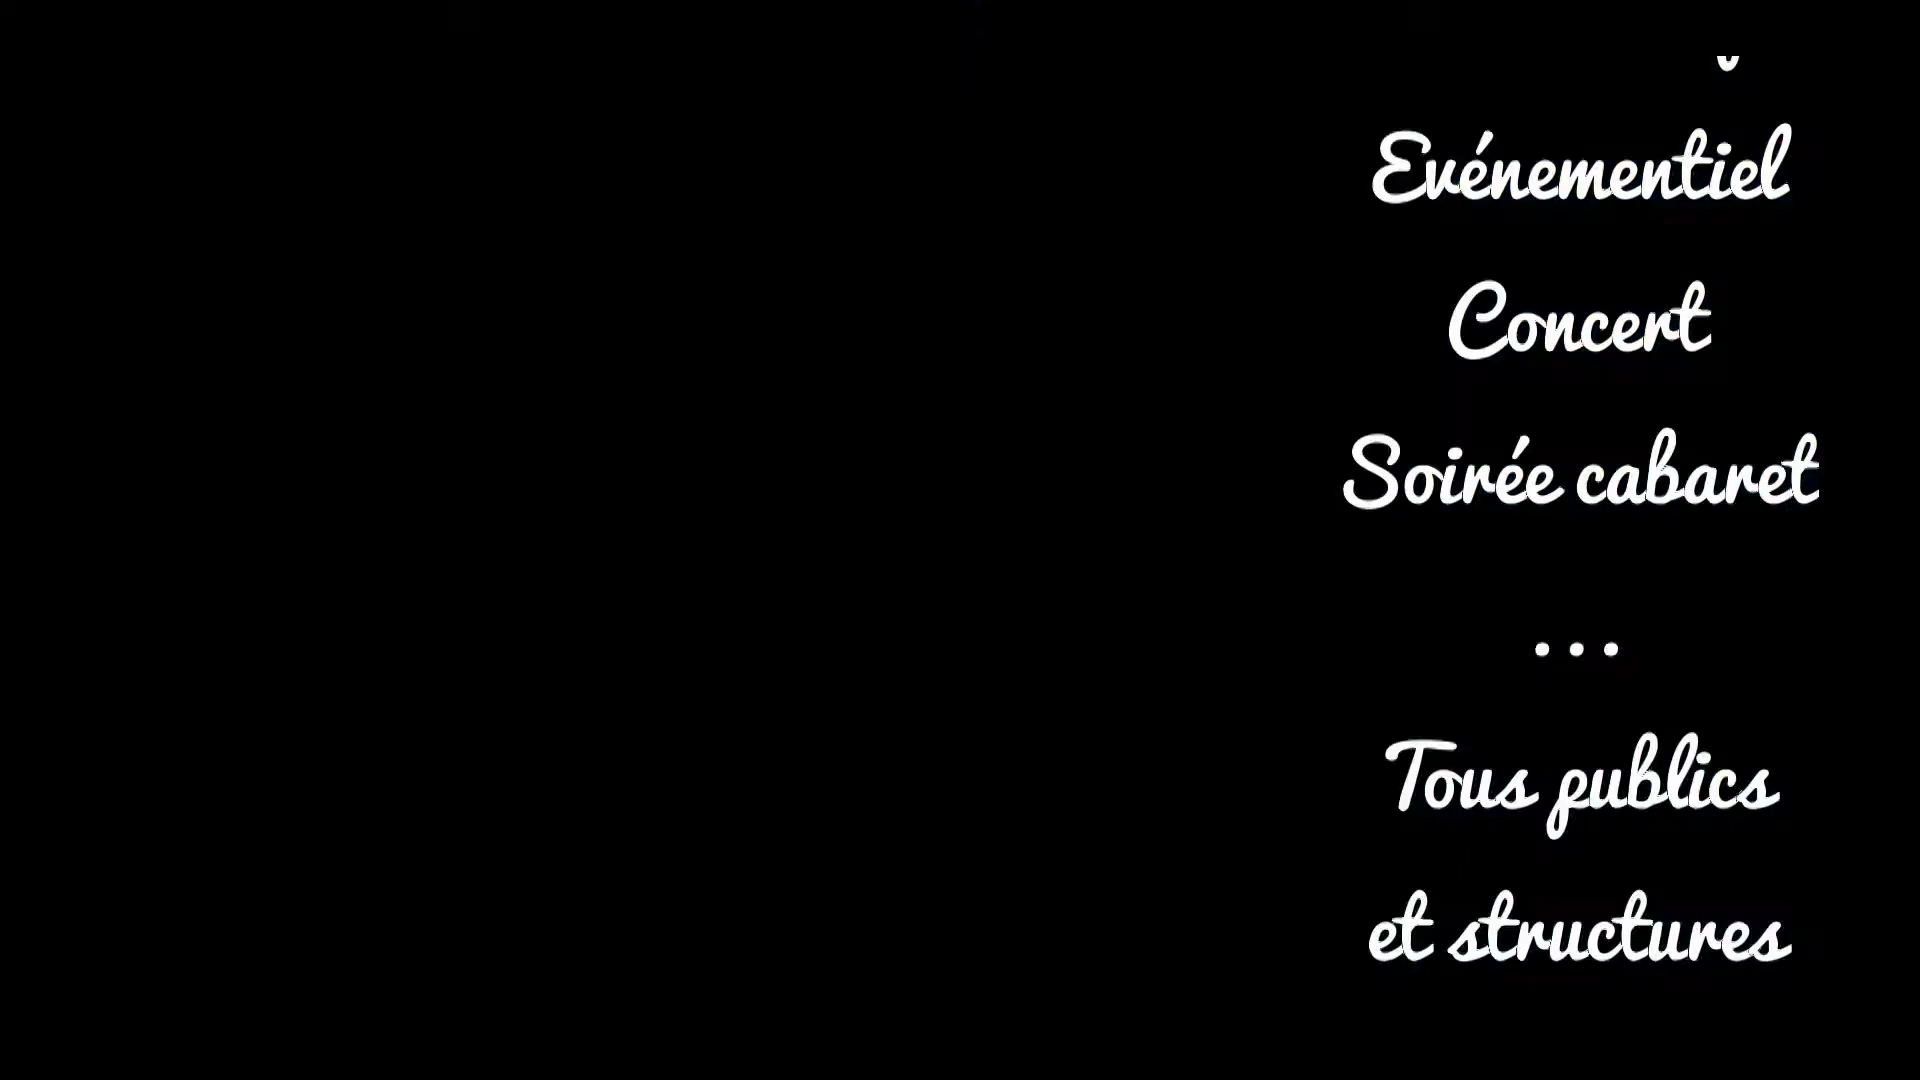 Evénementiel
Concert
Soirée cabaret
...
Tous publics
et structures